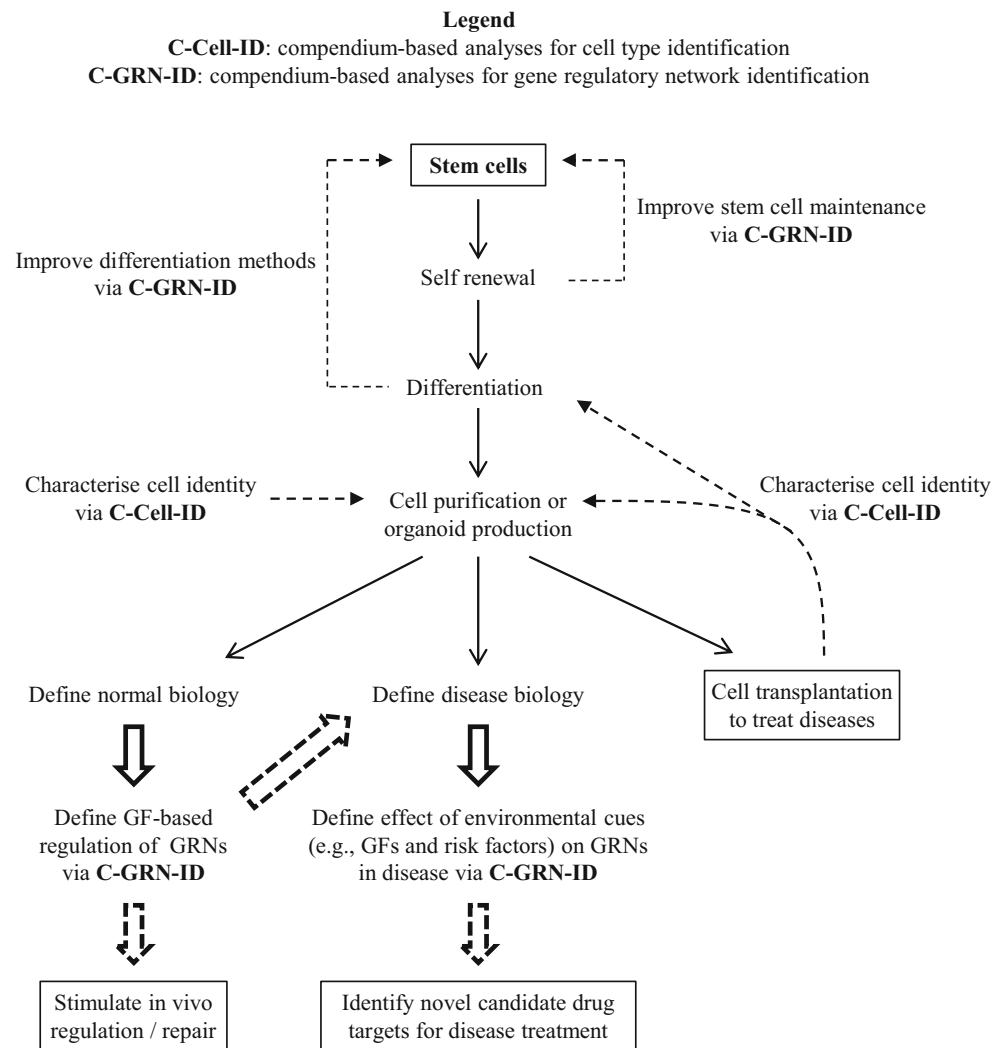 Legend
C-Cell-ID: compendium-based analyses for cell type identification
C-GRN-ID: compendium-based analyses for gene regulatory network identification
Stem cells
Improve stem cell maintenance
via C-GRN-ID
Improve differentiation methods
via C-GRN-ID
Self renewal
Differentiation
Characterise cell identity
via C-Cell-ID
Cell purification or
organoid production
Characterise cell identity
via C-Cell-ID
Define normal biology
Define disease biology
Cell transplantation
to treat diseases
Define GF-based
regulation of GRNs
via C-GRN-ID
Define effect of environmental cues
(e.g., GFs and risk factors) on GRNs
in disease via C-GRN-ID
Stimulate in vivo
regulation / repair
Identify novel candidate drug
targets for disease treatment